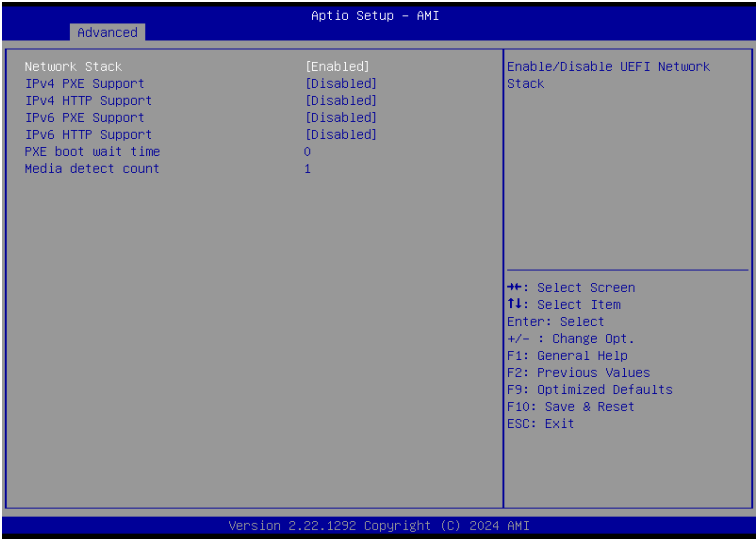 Aptio Setup – AMI
Advanced
Network Stack [Enabled]
IPv4 PXE Support [Disabled]
IPv4 HTTP Support [Disabled]
IPv6 PXE Support [Disabled]
IPv6 HTTP Support [Disabled]
PXE boot wait time 0
Media detect count 1
Enable/Disable UEFI Network
Stack
→←: Select Screen
↑↓: Select Item
Enter: Select
+/– : Change Opt.
F1: General Help
F2: Previous Values
F9: Optimized Defaults
F10: Save & Reset
ESC: Exit
Version 2.22.1292 Copyright (C) 2024 AMI